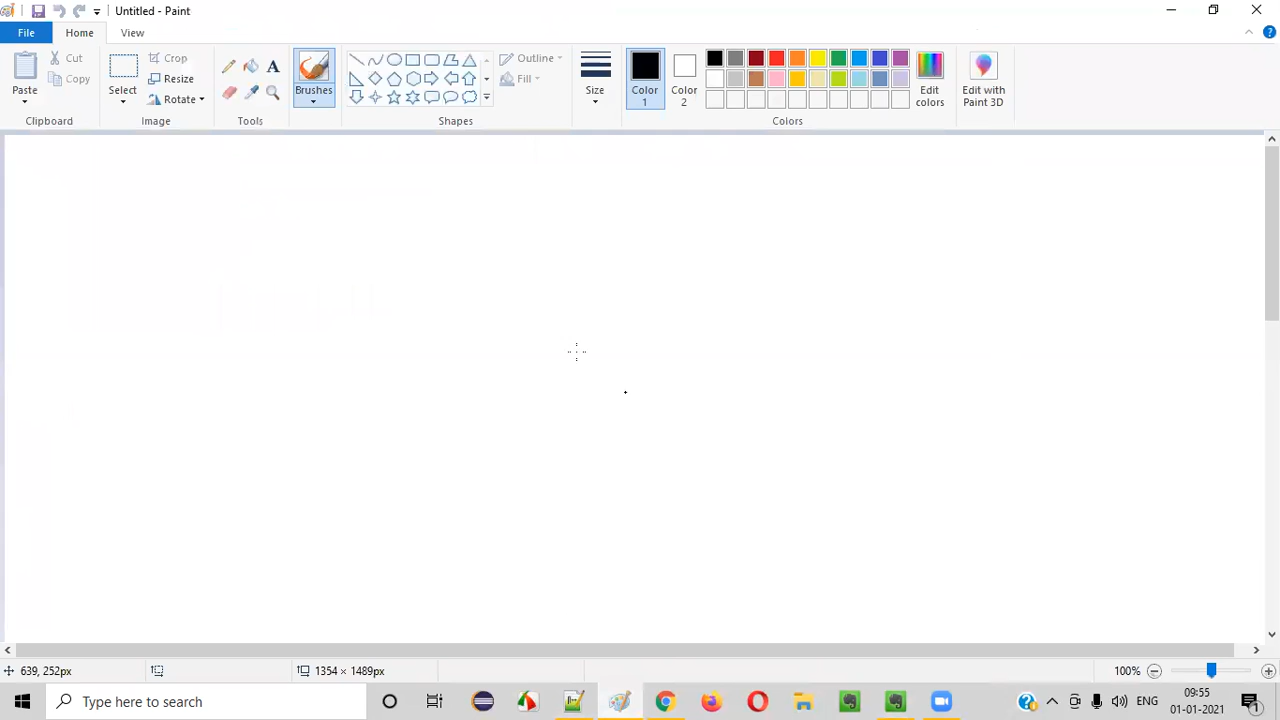 Untitled - Paint
File Home View
Paste
Cut
Copy
Clipboard
Select
Crop
Resize
Rotate
Image
A
Tools
Brushes
Shapes
Outline
Fill
Size
Color 1
Color 2
Colors
Edit colors
Edit with Paint 3D
639, 252px
1354 × 1489px
100%
Type here to search
ENG
09:55
01-01-2021
1